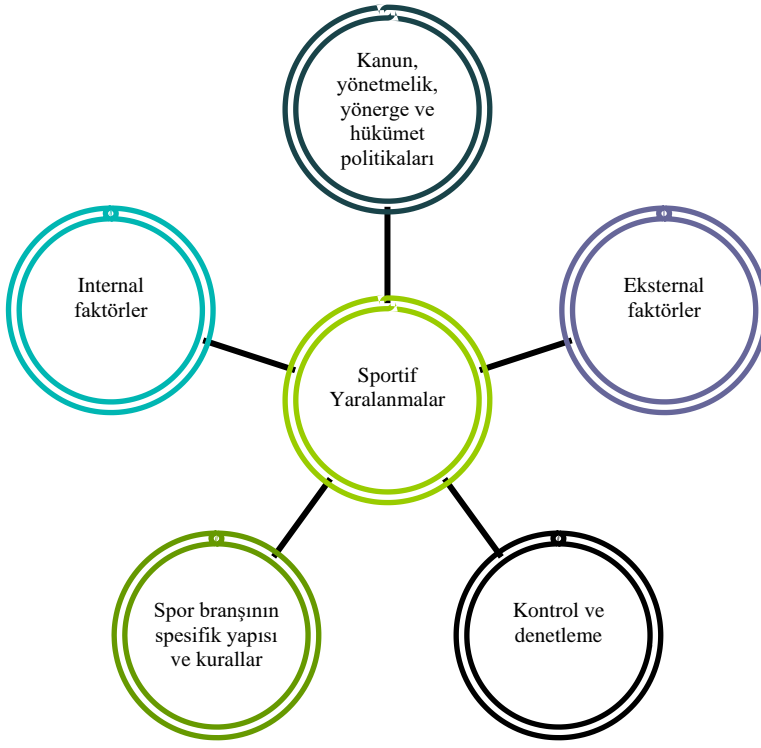 Kanun,
yönetmelik,
yönerge ve
hükümet
politikaları
Internal
faktörler
Eksternal
faktörler
Sportif
Yaralanmalar
Spor branşının
spesifik yapısı
ve kurallar
Kontrol ve
denetleme